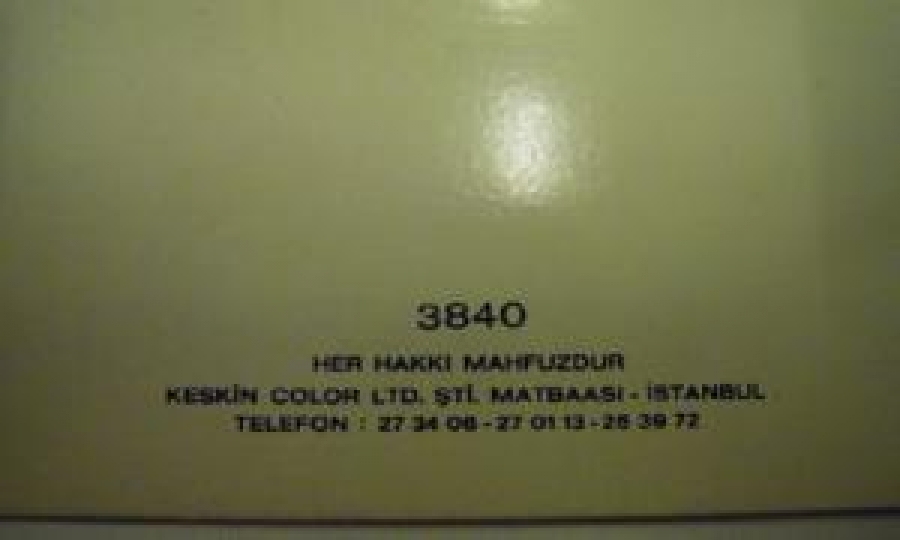 3840
HER HAKKI MAHFUZDUR
KESKİN COLOR LTD. ŞTİ. MATBAASI - İSTANBUL
TELEFON : 27 34 08 - 27 01 13 - 26 39 72